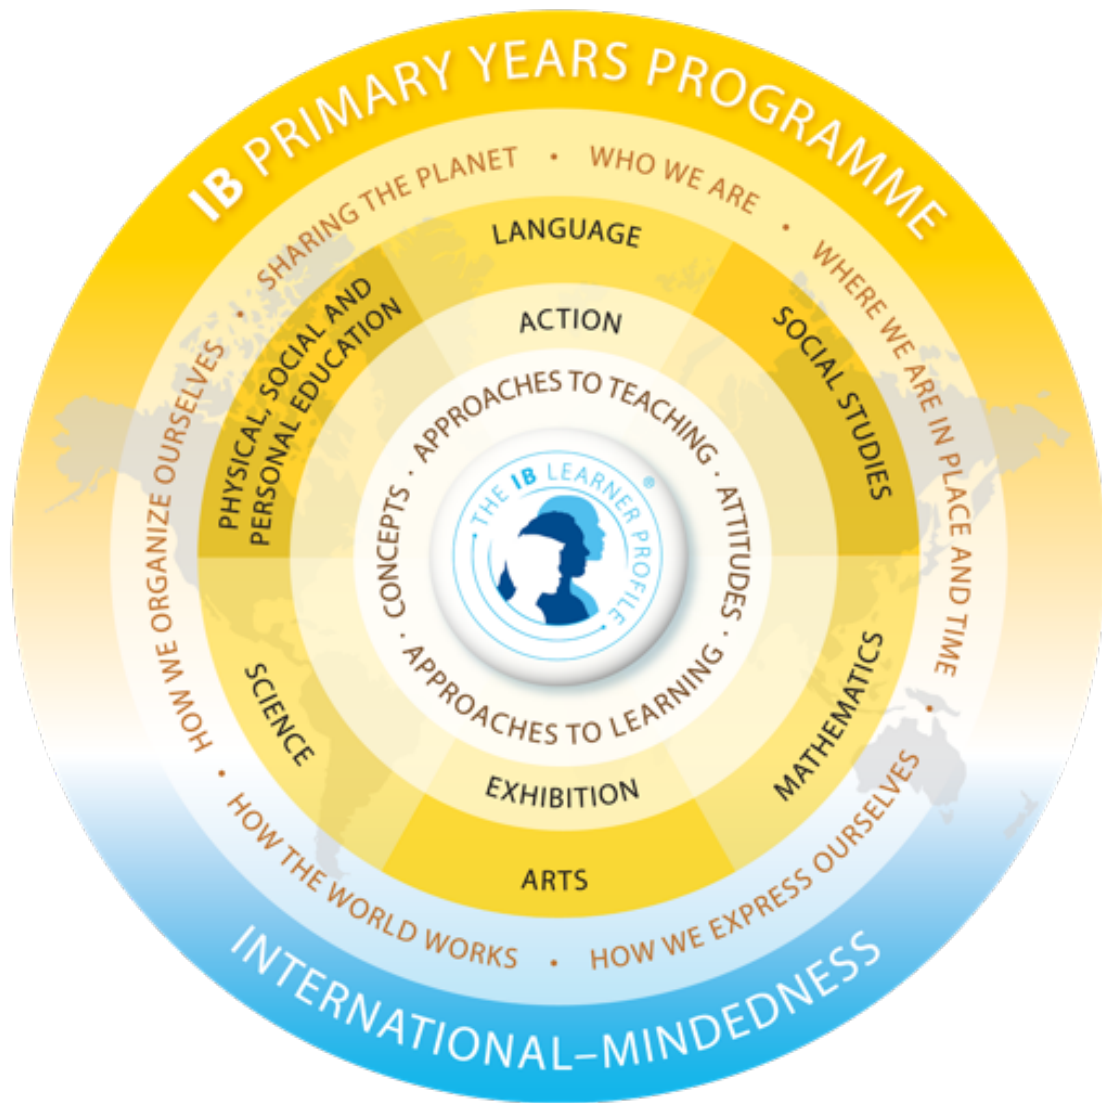 IB PRIMARY YEARS PROGRAMME
SHARING THE PLANET • WHO WE ARE • WHERE WE ARE IN PLACE AND TIME • HOW WE EXPRESS OURSELVES • HOW THE WORLD WORKS • HOW WE ORGANIZE OURSELVES •
LANGUAGE
SOCIAL STUDIES
MATHEMATICS
ARTS
SCIENCE
PHYSICAL, SOCIAL AND
PERSONAL EDUCATION
ACTION
EXHIBITION
APPROACHES TO TEACHING · ATTITUDES · APPROACHES TO LEARNING · CONCEPTS ·
THE IB LEARNER PROFILE ®
INTERNATIONAL–MINDEDNESS